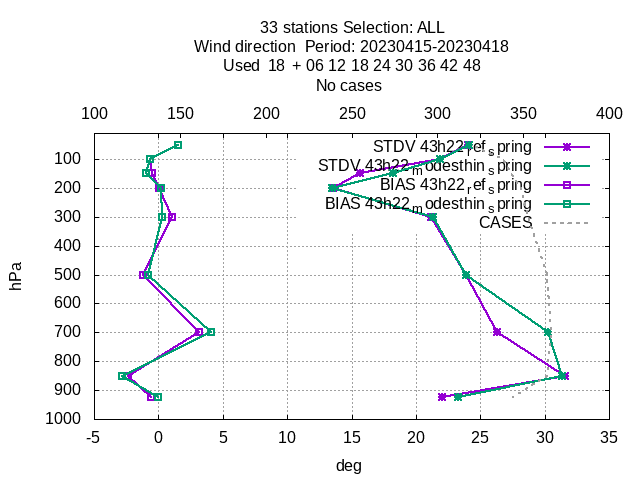 33 stations Selection: ALL
Wind direction  Period: 20230415-20230418
Used  18  + 06 12 18 24 30 36 42 48
No cases
100 150 200 250 300 350 400
STDV 43h22_ref_spring
STDV 43h22_modesthin_spring
BIAS 43h22_ref_spring
BIAS 43h22_modesthin_spring
CASES
hPa
100
200
300
400
500
600
700
800
900
1000
-5 0 5 10 15 20 25 30 35
deg